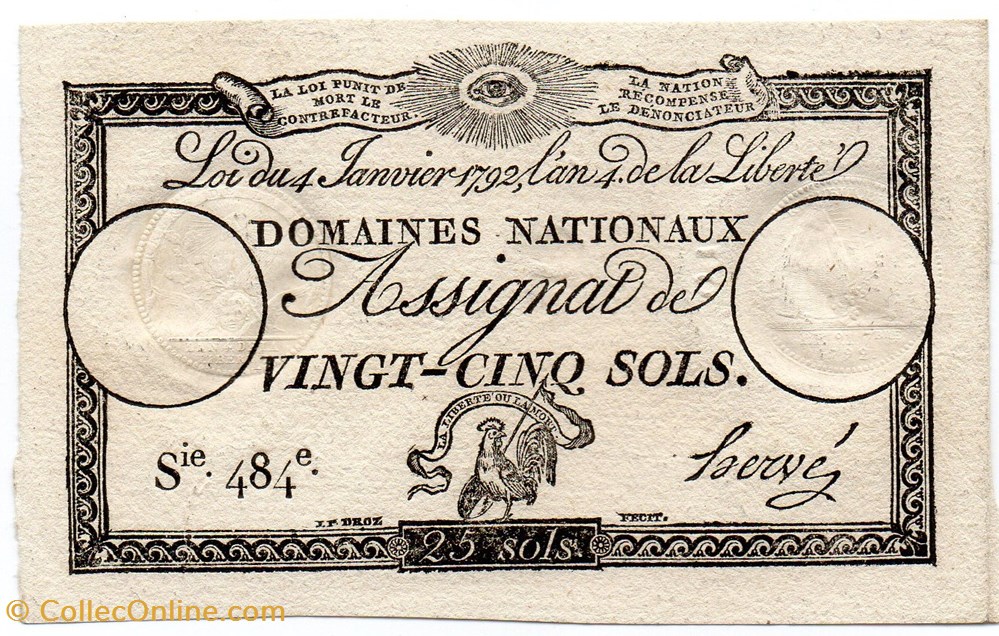 LA LOI PUNIT DE
MORT LE
CONTREFACTEUR.
LA NATION
RECOMPENSE
LE DÉNONCIATEUR
Loi du 4 Janvier 1792, l'an 4. de la Liberté
DOMAINES NATIONAUX
Assignat de
VINGT-CINQ SOLS.
LA LIBERTÉ OU LA MORT
Sie. 484e.
hervé
J.P. DROZ
FECIT.
25 sols.
© CollecOnline.com